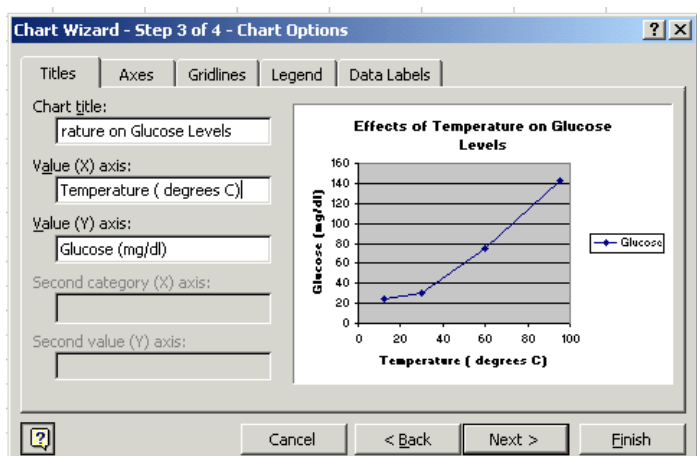 Chart Wizard - Step 3 of 4 - Chart Options
? X
Titles Axes Gridlines Legend Data Labels
Chart title:
rature on Glucose Levels
Value (X) axis:
Temperature ( degrees C)
Value (Y) axis:
Glucose (mg/dl)
Second category (X) axis:
Second value (Y) axis:
Effects of Temperature on Glucose
Levels
Glucose (mg/dl)
160
140
120
100
80
60
40
20
0
0 20 40 60 80 100
Temperature ( degrees C)
Glucose
?
Cancel
< Back
Next >
Finish